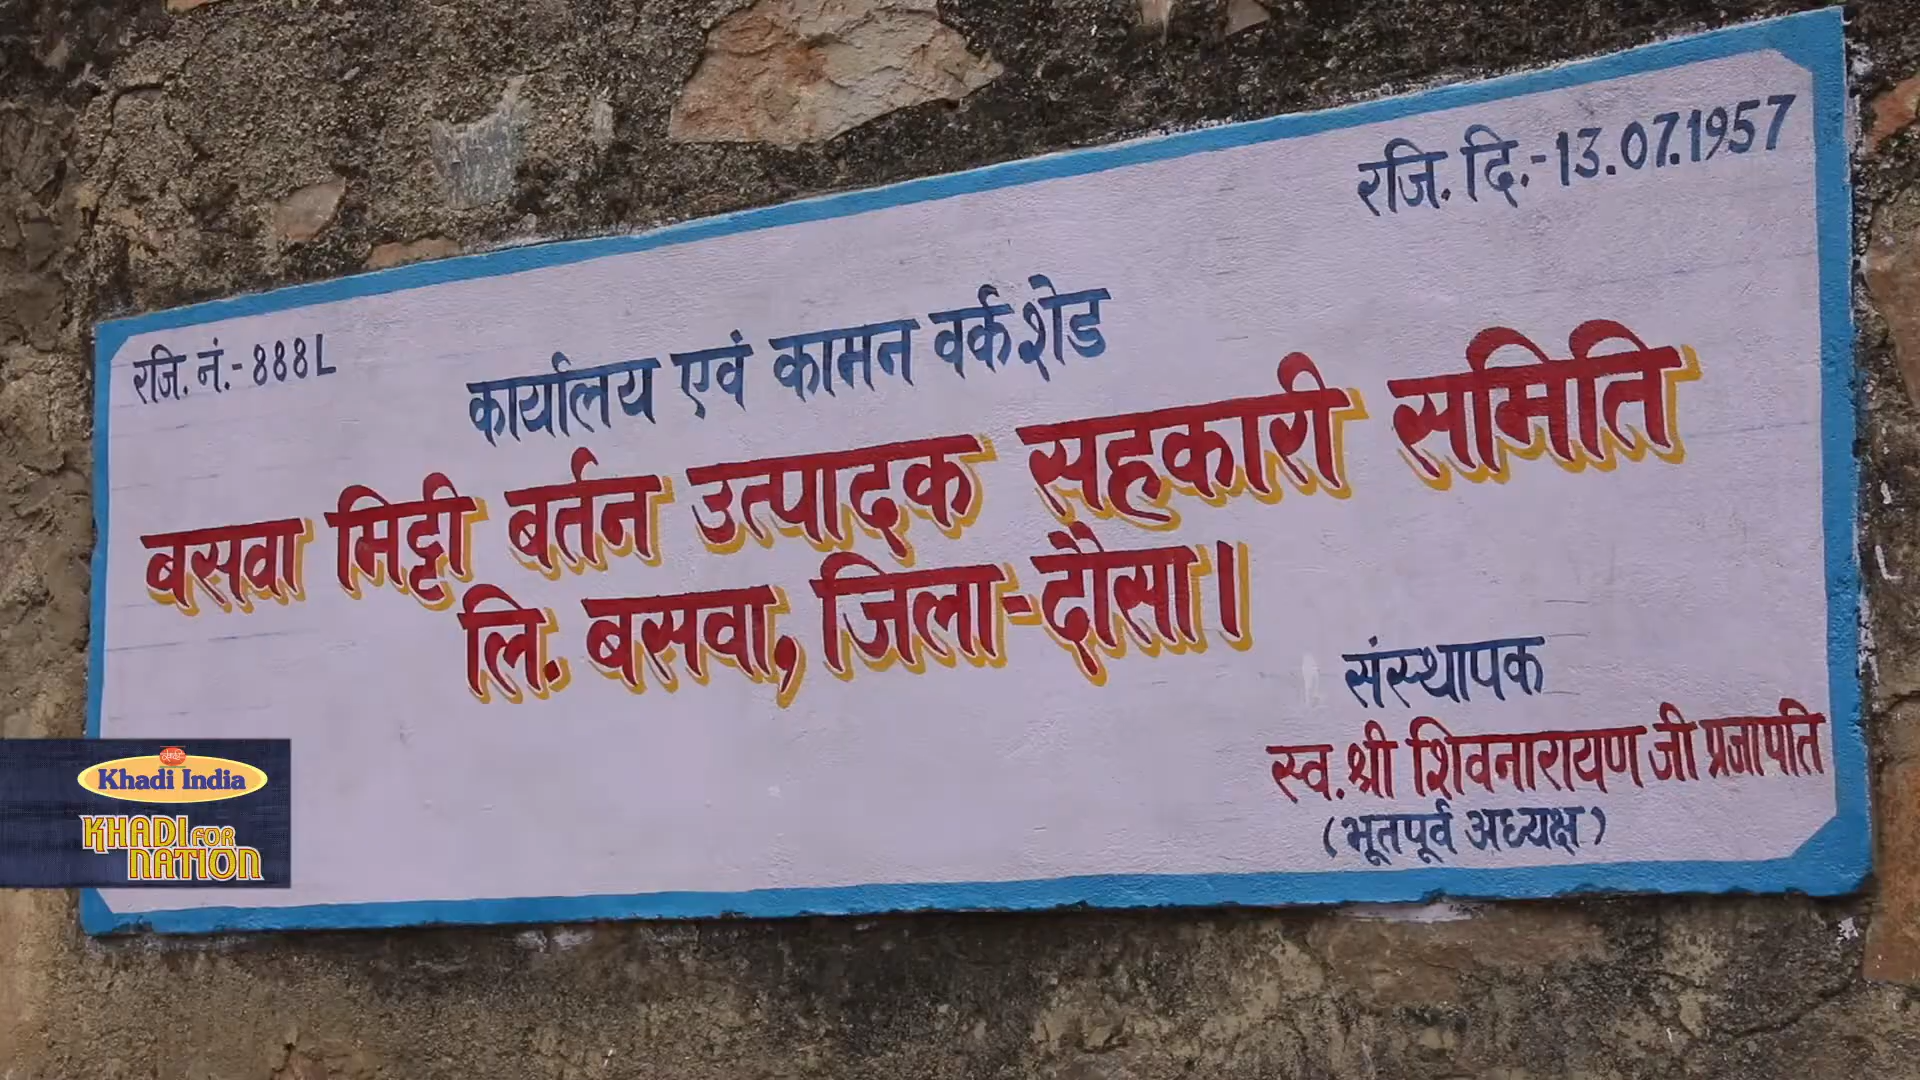 रजि. दि.-13.07.1957
रजि. नं.-888L
कार्यालय एवं कामन वर्कशेड
बसवा मिट्टी बर्तन उत्पादक सहकारी समिति
लि. बसवा, जिला-दौसा।
संस्थापक
स्व. श्री शिवनारायण जी प्रजापति
(भूतपूर्व अध्यक्ष)
Khadi India
KHADI FOR
NATION